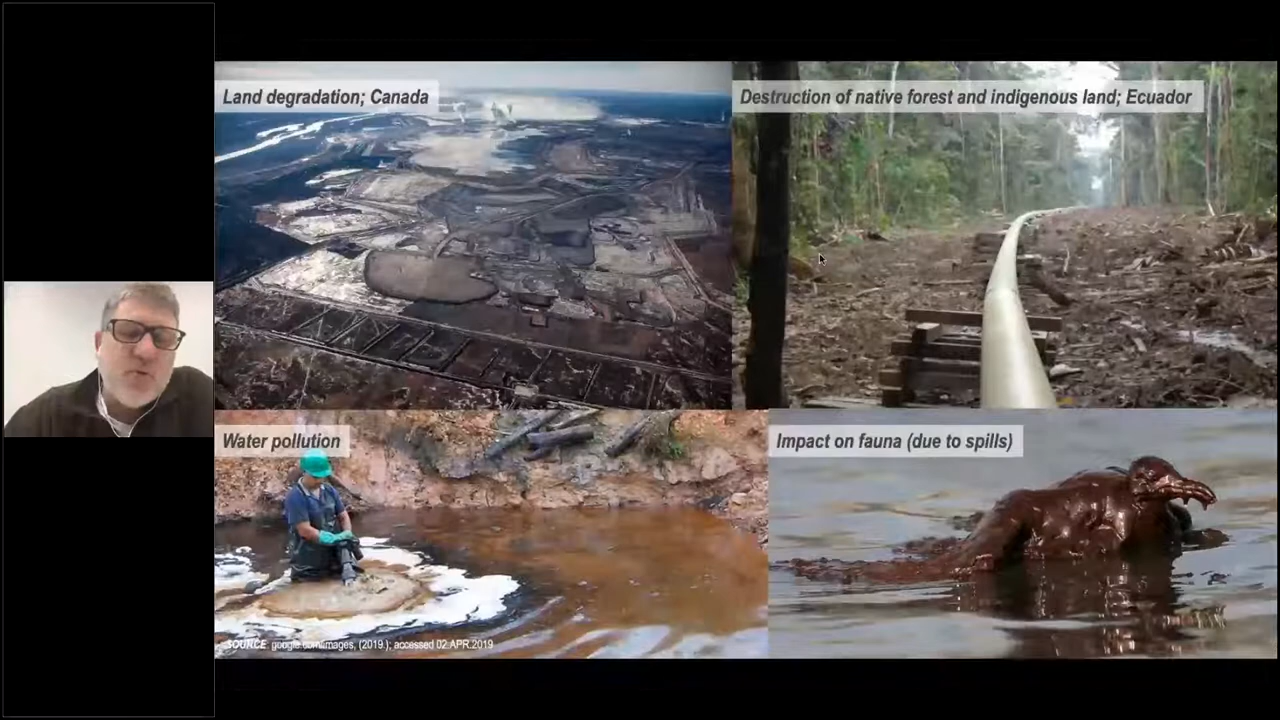 Land degradation; Canada
Destruction of native forest and indigenous land; Ecuador
Water pollution
Impact on fauna (due to spills)
SOURCE: google.com/images, (2019.); accessed 02.APR.2019